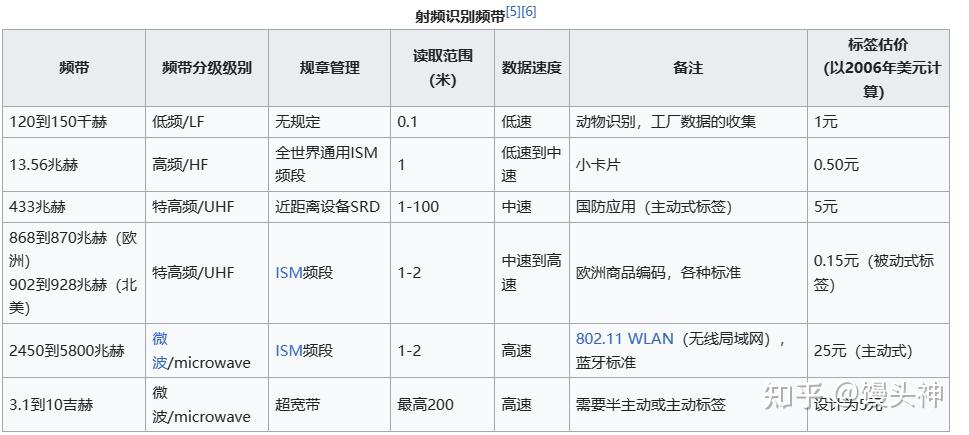 射频识别频带[5][6]
频带
频带分级级别
规章管理
读取范围
(米)
数据速度
备注
标签估价
(以2006年美元计
算)
120到150千赫
低频/LF
无规定
0.1
低速
动物识别，工厂数据的收集
1元
13.56兆赫
高频/HF
全世界通用ISM
频段
1
低速到中
速
小卡片
0.50元
433兆赫
特高频/UHF
近距离设备SRD
1-100
中速
国防应用（主动式标签）
5元
868到870兆赫（欧
洲）
902到928兆赫（北
美）
特高频/UHF
ISM频段
1-2
中速到高
速
欧洲商品编码，各种标准
0.15元（被动式标
签）
2450到5800兆赫
微
波/microwave
ISM频段
1-2
高速
802.11 WLAN（无线局域网），
蓝牙标准
25元（主动式）
3.1到10吉赫
微
波/microwave
超宽带
最高200
高速
需要半主动或主动标签
设计为5元
知乎 @馒头神